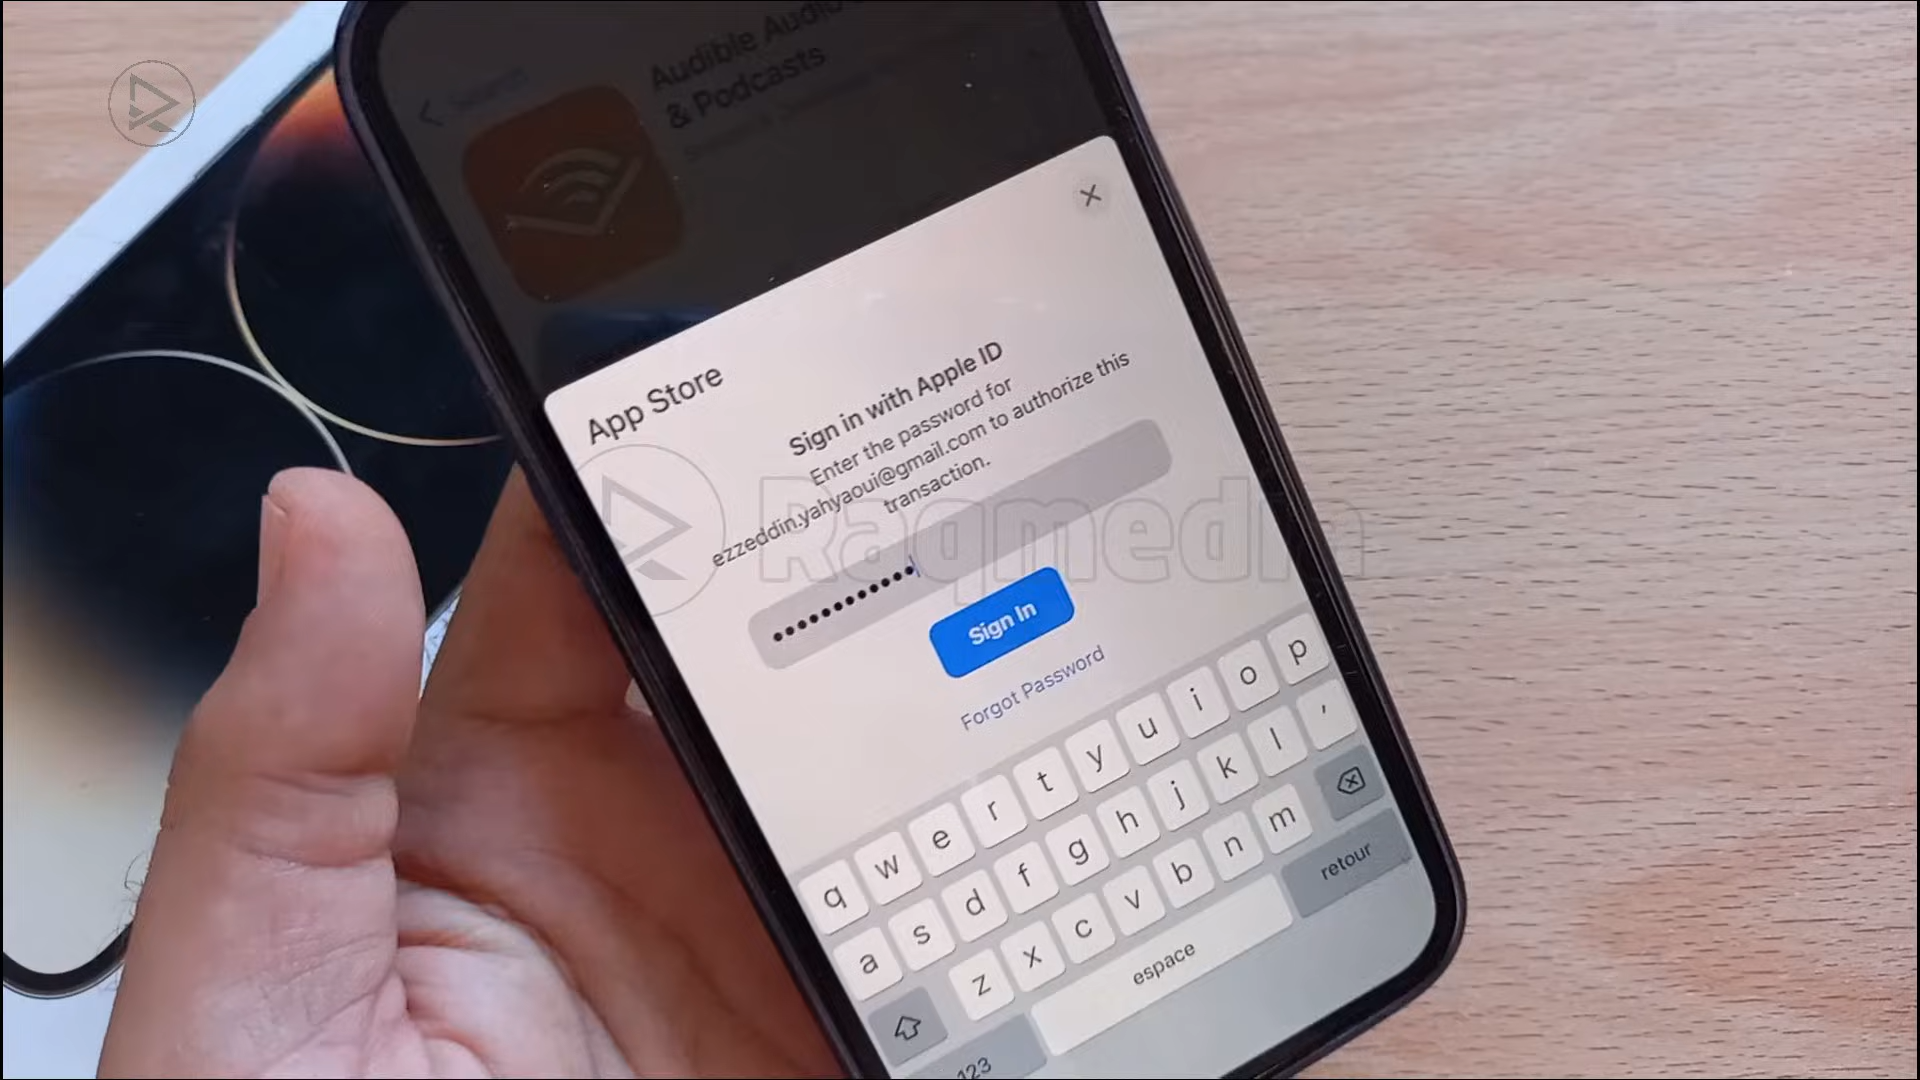 Audible Audio
& Podcasts
App Store
Sign in with Apple ID
Enter the password for
ezzeddin.yahyaoui@gmail.com to authorize this
transaction.
••••••••••••
Sign In
Forgot Password
Raqmedia
q w e r t y u i o p
a s d f g h j k l '
z x c v b n m
123 espace retour